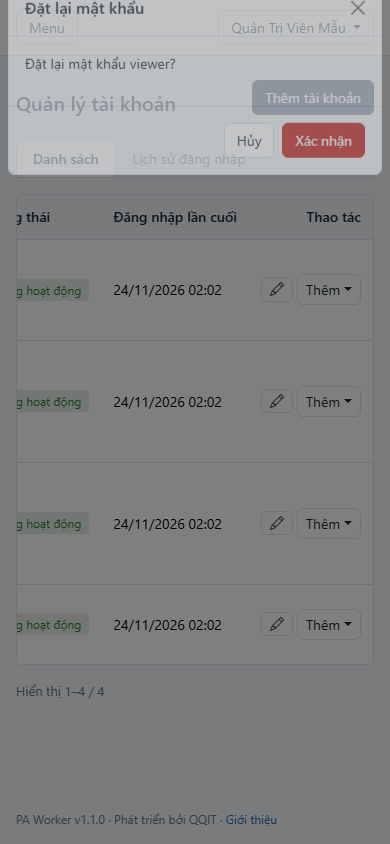 Đặt lại mật khẩu
Menu
Quản Trị Viên Mẫu
Đặt lại mật khẩu viewer?
Quản lý tài khoản
Thêm tài khoản
Hủy
Xác nhận
Danh sách
Lịch sử đăng nhập
g thái
Đăng nhập lần cuối
Thao tác
g hoạt động
24/11/2026 02:02
Thêm
g hoạt động
24/11/2026 02:02
Thêm
g hoạt động
24/11/2026 02:02
Thêm
g hoạt động
24/11/2026 02:02
Thêm
Hiển thị 1–4 / 4
PA Worker v1.1.0 · Phát triển bởi QQIT · Giới thiệu